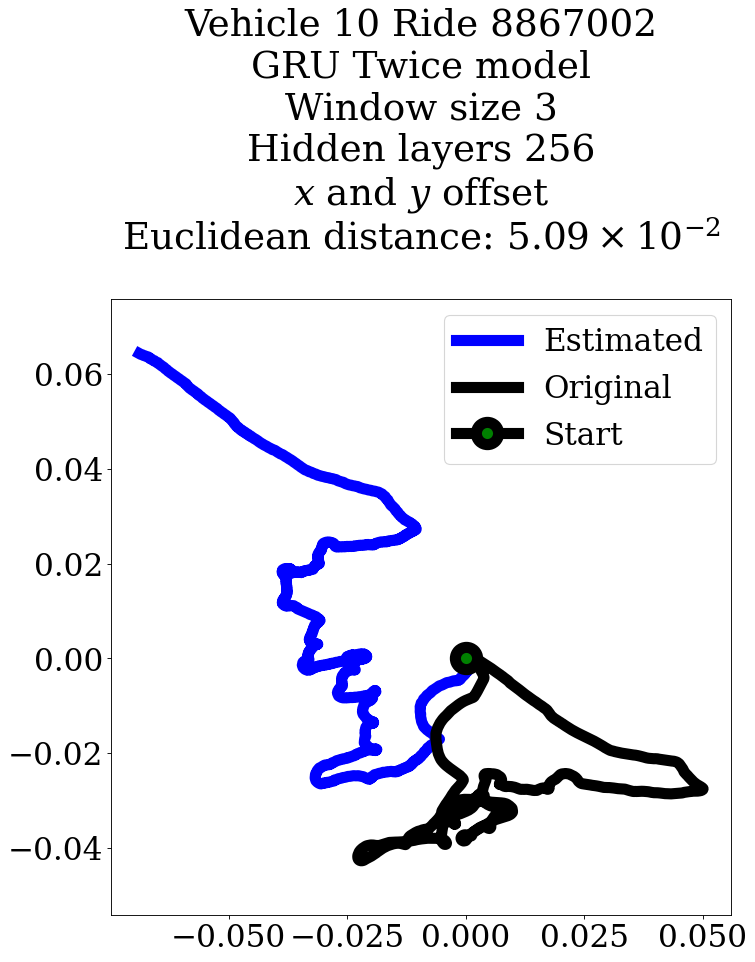 Vehicle 10 Ride 8867002
GRU Twice model
Window size 3
Hidden layers 256
x and y offset
Euclidean distance: 5.09 × 10⁻²
Estimated
Original
Start
0.06
0.04
0.02
0.00
−0.02
−0.04
−0.050 −0.025 0.000 0.025 0.050